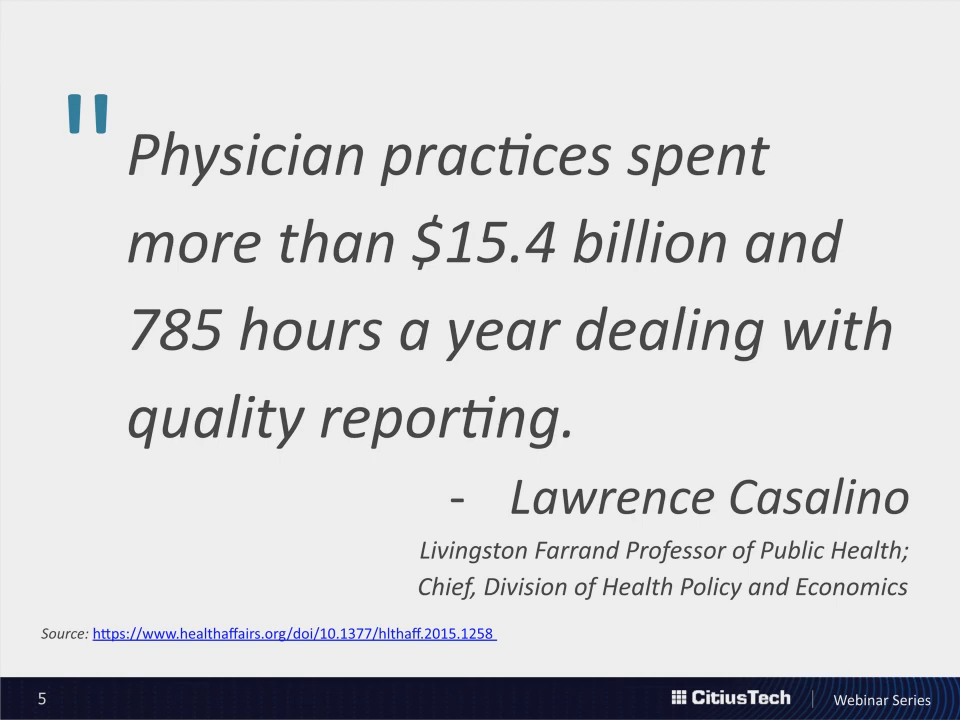 "
Physician practices spent
more than $15.4 billion and
785 hours a year dealing with
quality reporting.
- Lawrence Casalino
Livingston Farrand Professor of Public Health;
Chief, Division of Health Policy and Economics
Source: https://www.healthaffairs.org/doi/10.1377/hlthaff.2015.1258
5
CitiusTech | Webinar Series